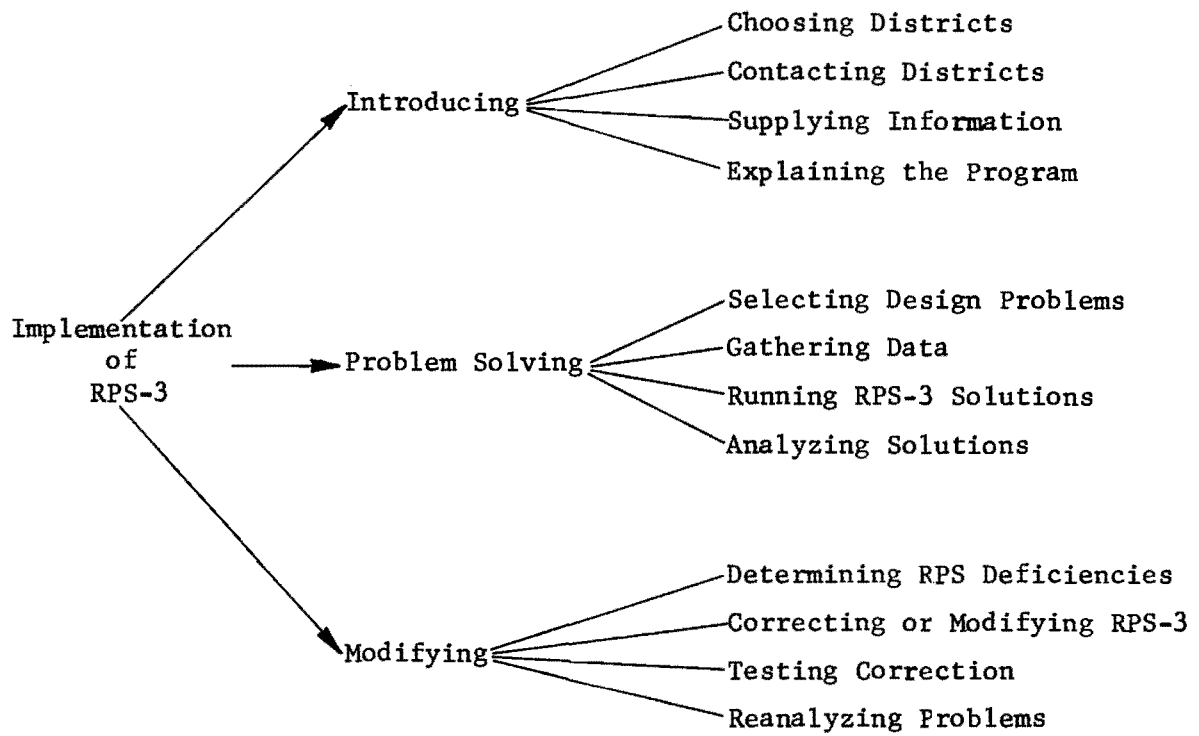 Choosing Districts
Contacting Districts
Introducing
Supplying Information
Explaining the Program
Selecting Design Problems
Implementation
of
RPS-3
Problem Solving
Gathering Data
Running RPS-3 Solutions
Analyzing Solutions
Determining RPS Deficiencies
Correcting or Modifying RPS-3
Modifying
Testing Correction
Reanalyzing Problems